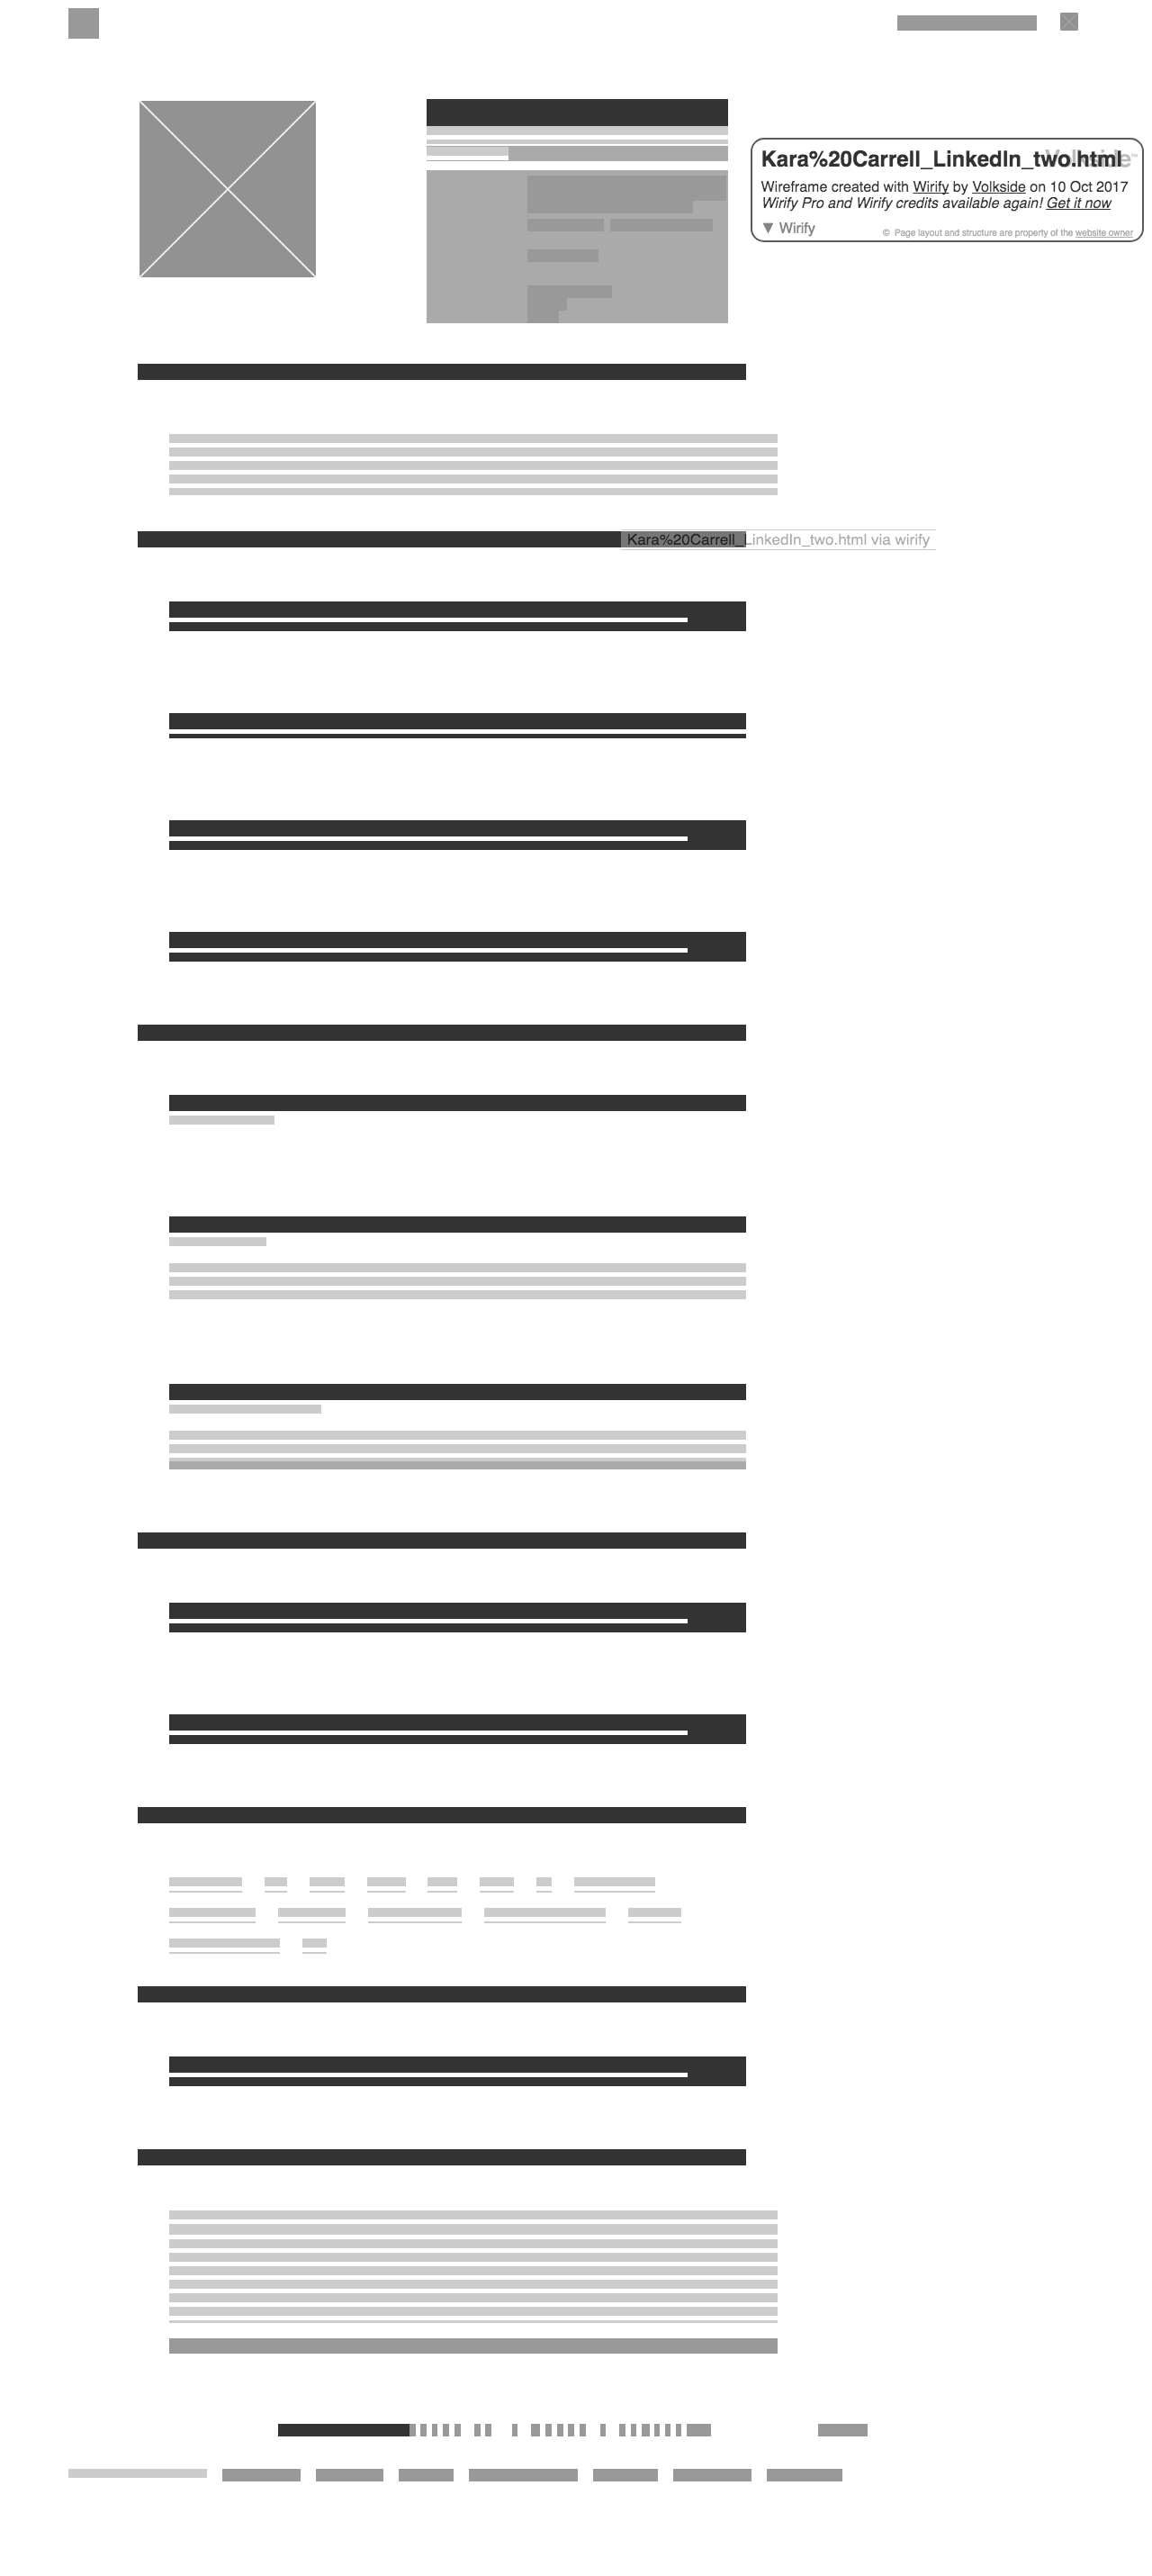 Kara%20Carrell_LinkedIn_two.html
Volkside™
Wireframe created with Wirify by Volkside on 10 Oct 2017
Wirify Pro and Wirify credits available again! Get it now
▼ Wirify
© Page layout and structure are property of the website owner
Kara%20Carrell_LinkedIn_two.html via wirify